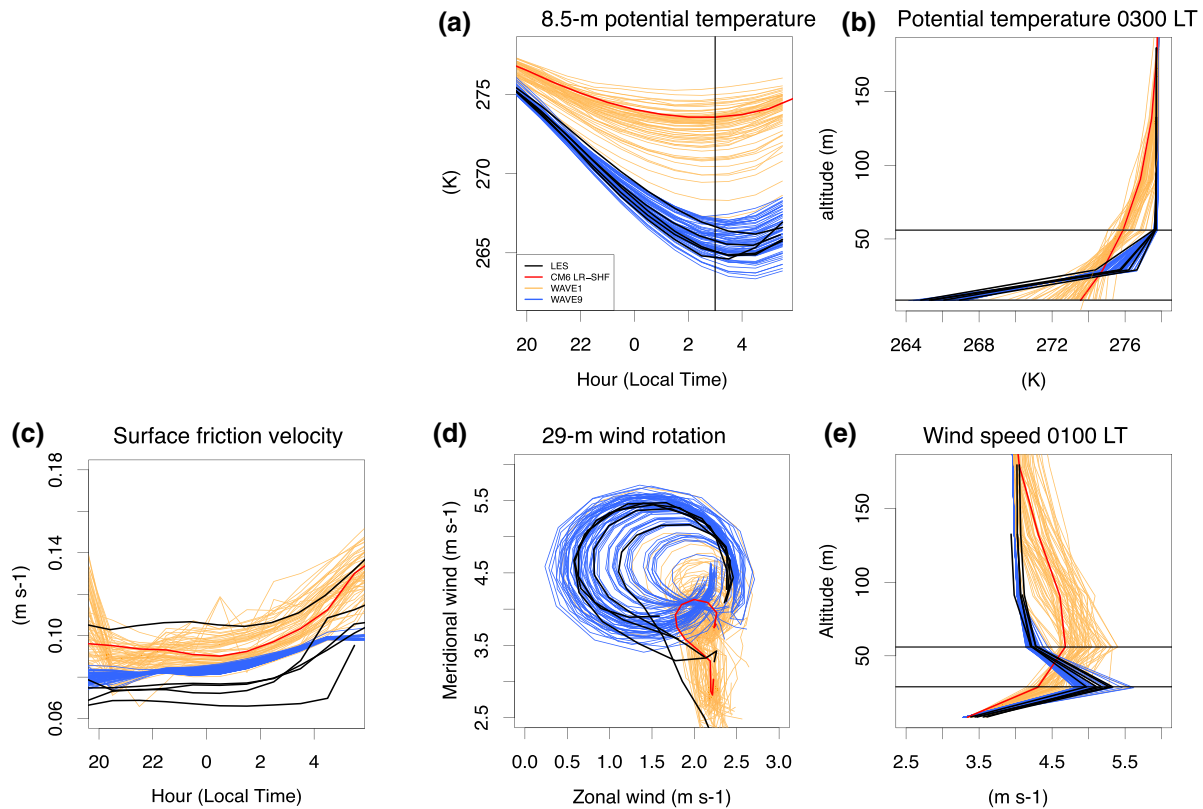 (a) 8.5-m potential temperature
(K)
275
270
265
LES
CM6 LR-SHF
WAVE1
WAVE9
20 22 0 2 4
Hour (Local Time)
(b) Potential temperature 0300 LT
altitude (m)
150
100
50
264 268 272 276
(K)
(c) Surface friction velocity
(m s-1)
0.18
0.14
0.10
0.06
20 22 0 2 4
Hour (Local Time)
(d) 29-m wind rotation
Meridional wind (m s-1)
5.5
4.5
3.5
2.5
0.0 0.5 1.0 1.5 2.0 2.5 3.0
Zonal wind (m s-1)
(e) Wind speed 0100 LT
Altitude (m)
150
100
50
2.5 3.5 4.5 5.5
(m s-1)